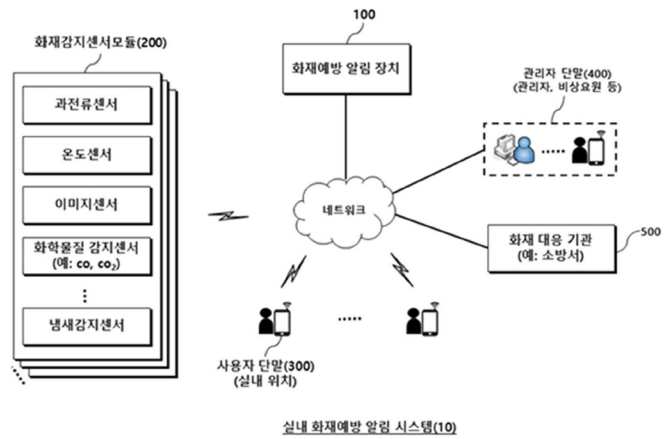 100
화재감지센서모듈(200)
화재예방 알림 장치
관리자 단말(400)
(관리자, 비상요원 등)
과전류센서
온도센서
이미지센서
화학물질 감지센서
(예: co, co₂)
냄새감지센서
네트워크
화재 대응 기관
(예: 소방서)
500
사용자 단말(300)
(실내 위치)
실내 화재예방 알림 시스템(10)